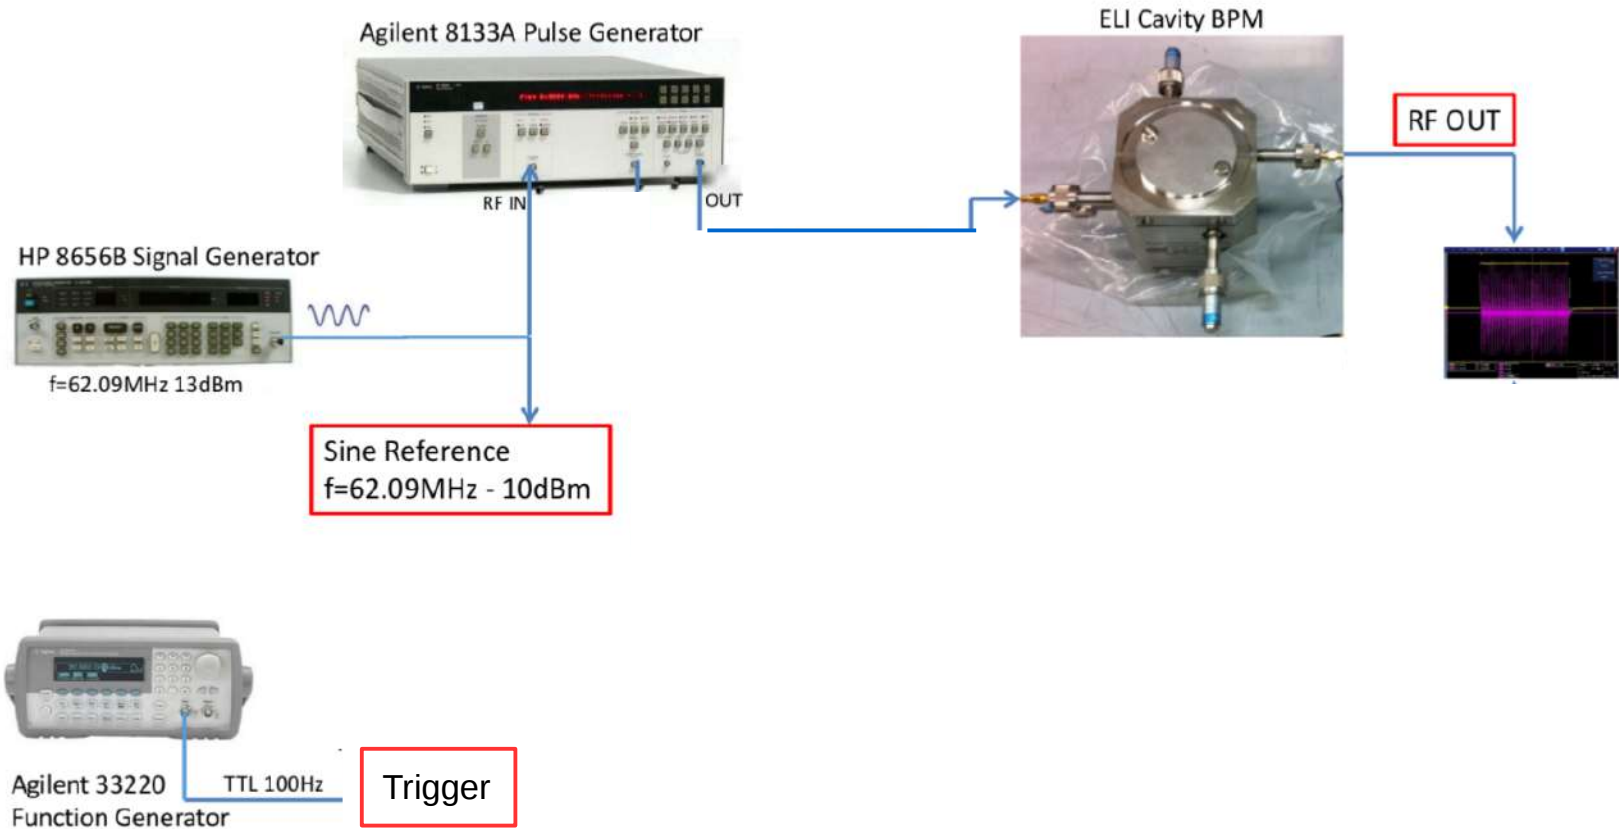 Agilent 8133A Pulse Generator
ELI Cavity BPM
RF OUT
RF IN
OUT
HP 8656B Signal Generator
f=62.09MHz 13dBm
Sine Reference
f=62.09MHz - 10dBm
Agilent 33220
Function Generator
TTL 100Hz
Trigger